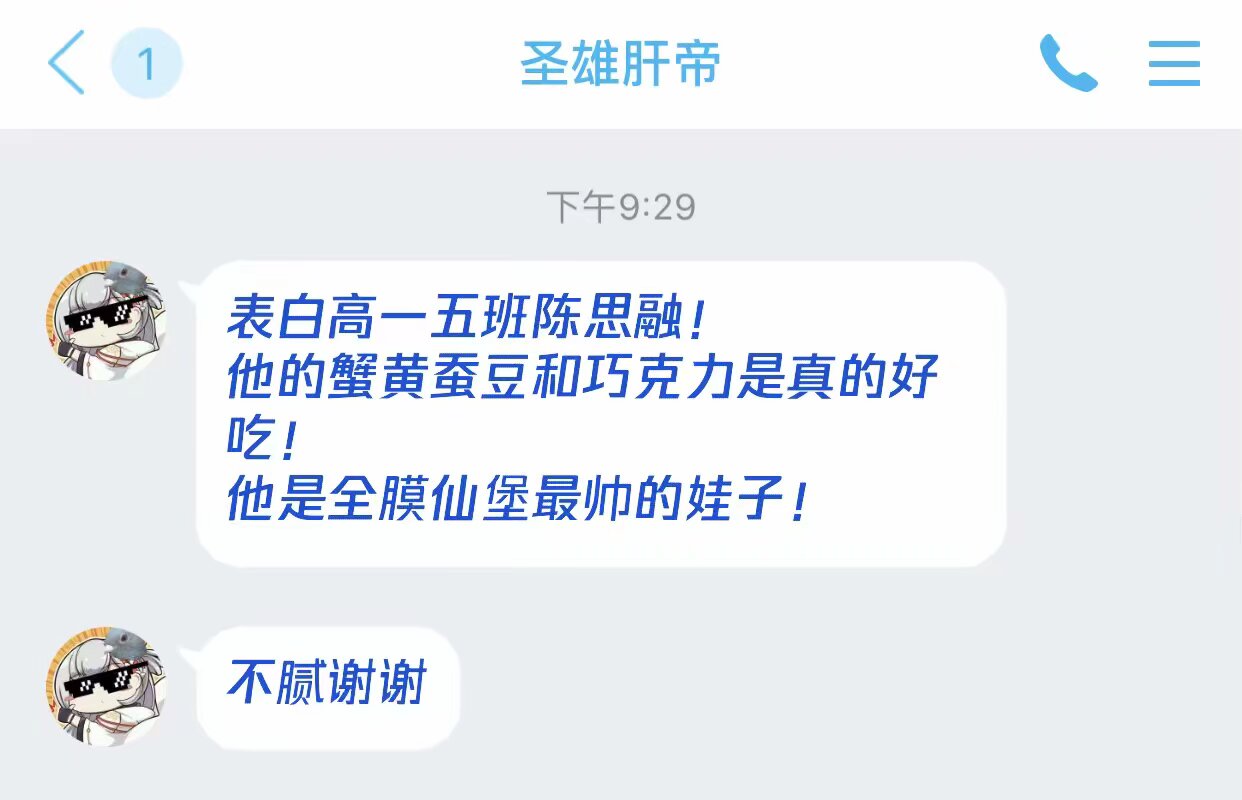 1
圣雄肝帝
下午9:29
表白高一五班陈思融！
他的蟹黄蚕豆和巧克力是真的好
吃！
他是全膜仙堡最帅的娃子！
不腻谢谢